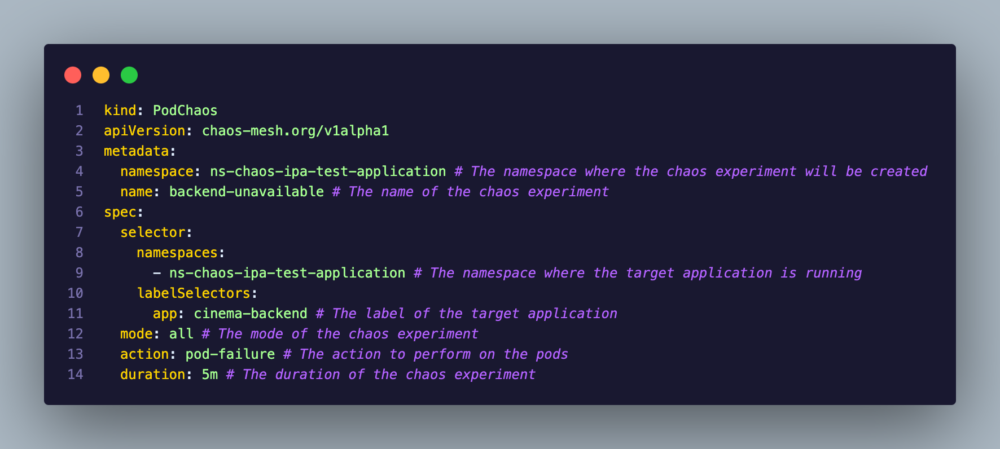 1 kind: PodChaos
2 apiVersion: chaos-mesh.org/v1alpha1
3 metadata:
4   namespace: ns-chaos-ipa-test-application # The namespace where the chaos experiment will be created
5   name: backend-unavailable # The name of the chaos experiment
6 spec:
7   selector:
8     namespaces:
9       - ns-chaos-ipa-test-application # The namespace where the target application is running
10     labelSelectors:
11       app: cinema-backend # The label of the target application
12   mode: all # The mode of the chaos experiment
13   action: pod-failure # The action to perform on the pods
14   duration: 5m # The duration of the chaos experiment